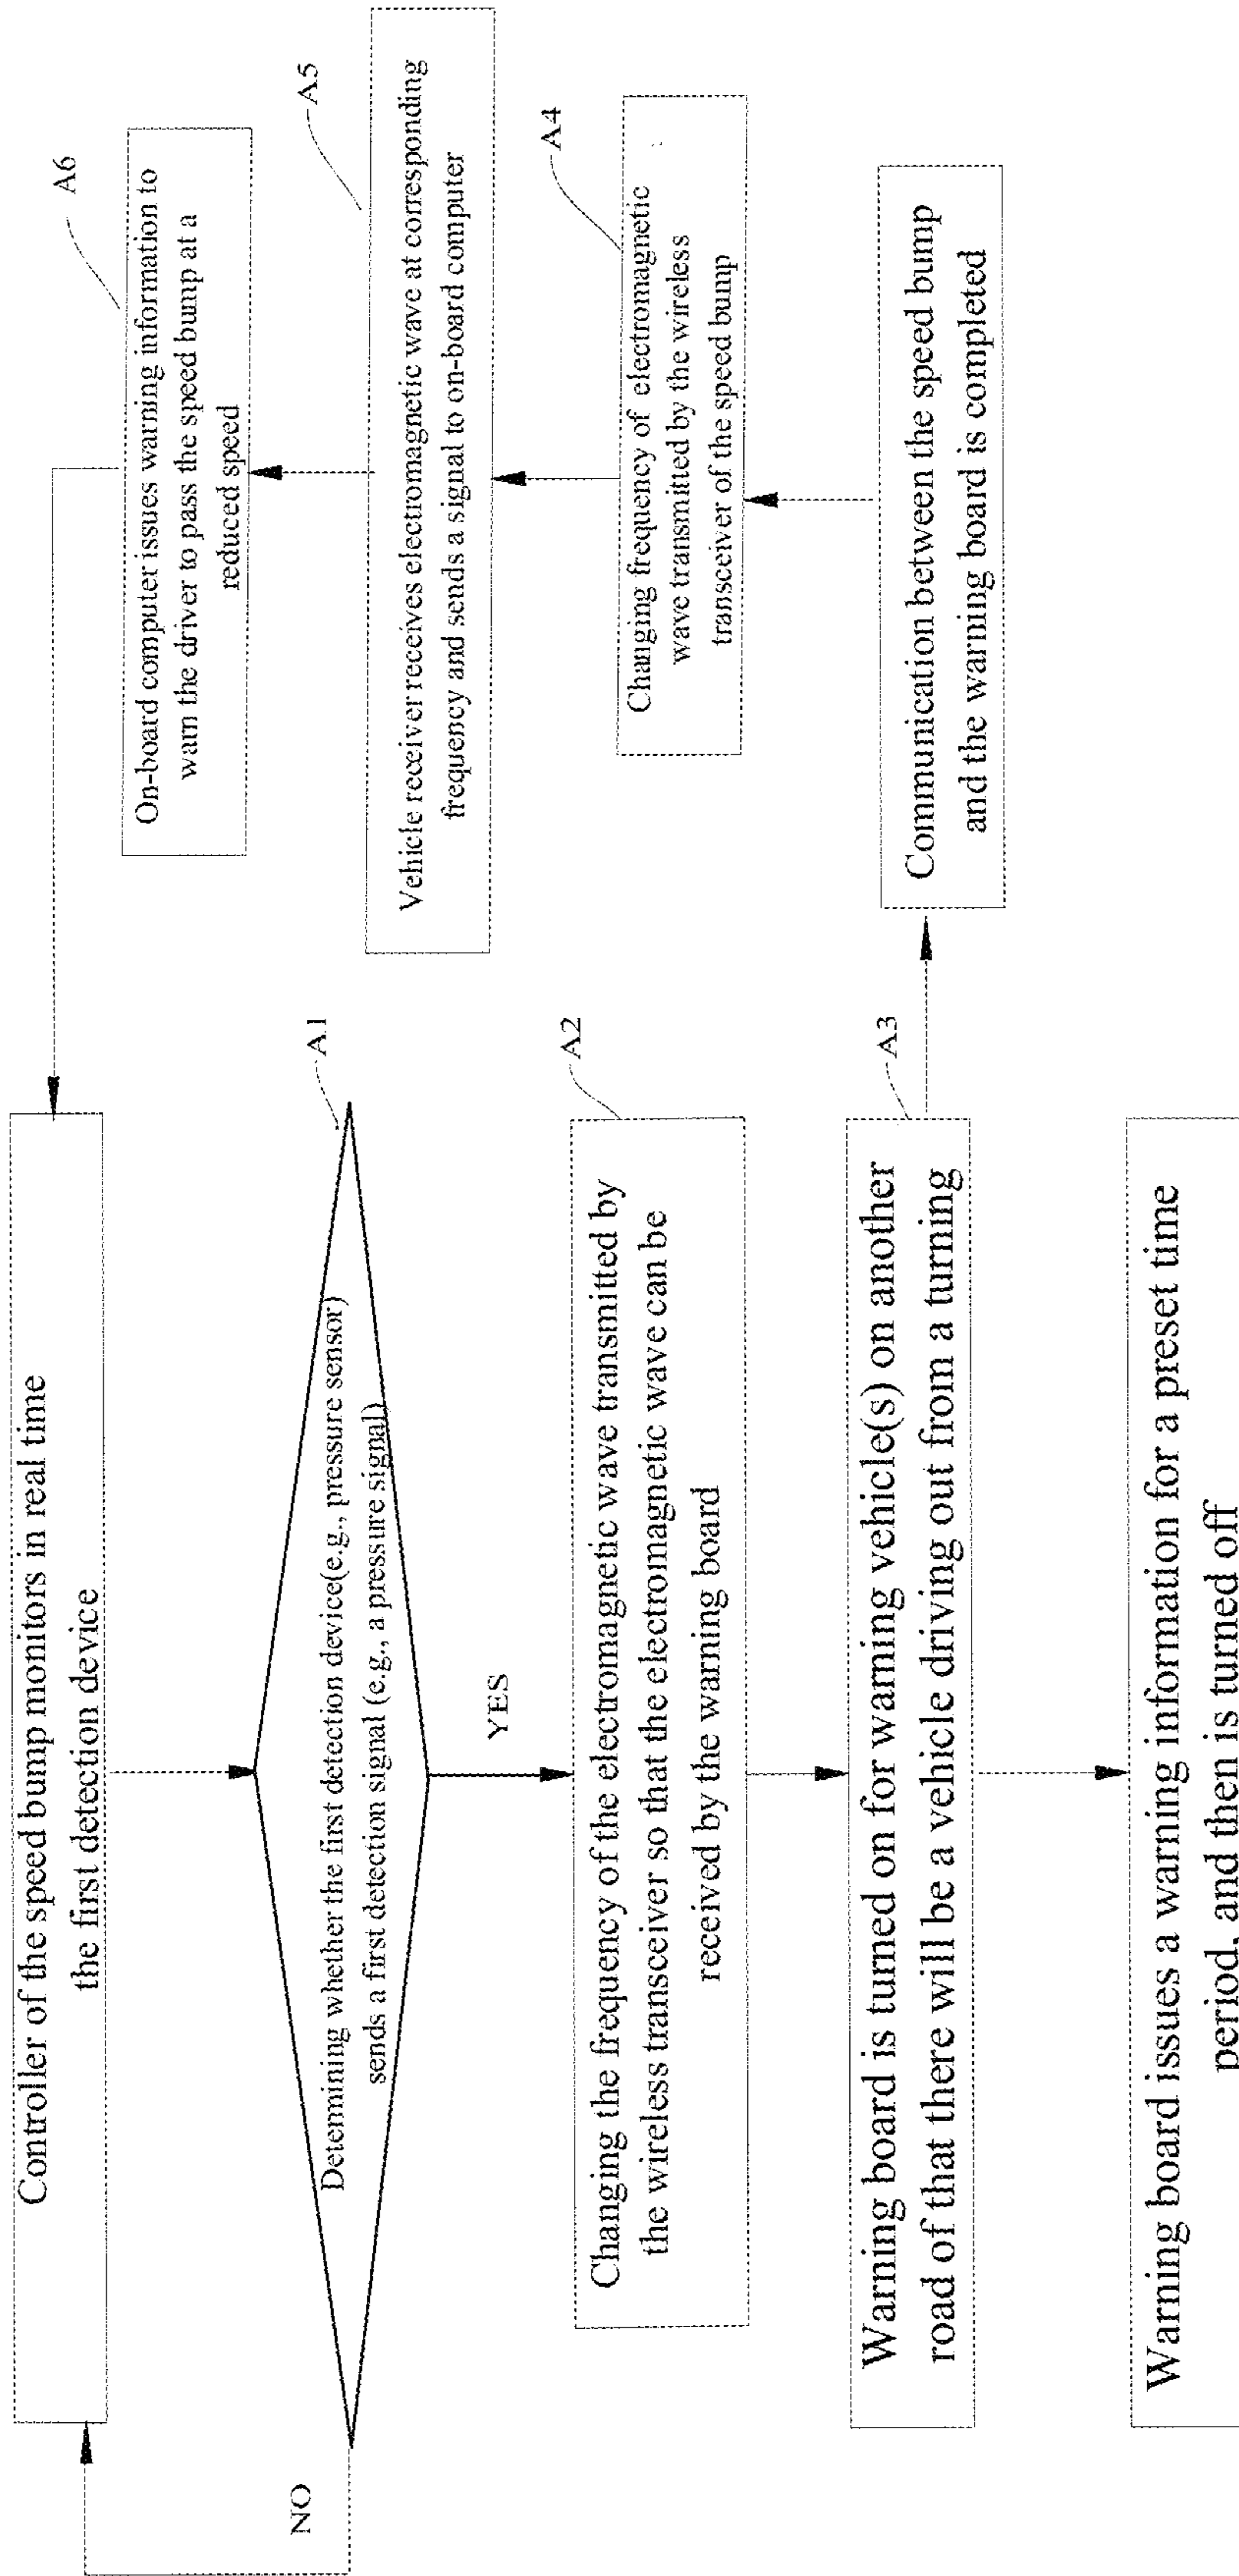 Controller of the speed bump monitors in real time
the first detection device
NO
A1
Determining whether the first detection device(e.g., pressure sensor)
sends a first detection signal (e.g., a pressure signal)
YES
A2
Changing the frequency of the electromagnetic wave transmitted by
the wireless transceiver so that the electromagnetic wave can be
received by the warning board
A3
Warning board is turned on for warning vehicle(s) on another
road of that there will be a vehicle driving out from a turning
Warning board issues a warning information for a preset time
period, and then is turned off
Communication between the speed bump
and the warning board is completed
A4
Changing frequency of electromagnetic
wave transmitted by the wireless
transceiver of the speed bump
A5
Vehicle receiver receives electromagnetic wave at corresponding
frequency and sends a signal to on-board computer
A6
On-board computer issues warning information to
warn the driver to pass the speed bump at a
reduced speed